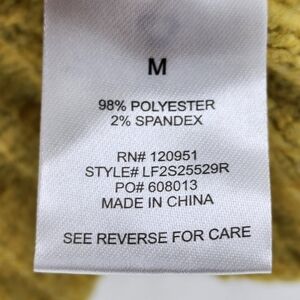 M
98% POLYESTER
2% SPANDEX
RN# 120951
STYLE# LF2S25529R
PO# 608013
MADE IN CHINA
SEE REVERSE FOR CARE